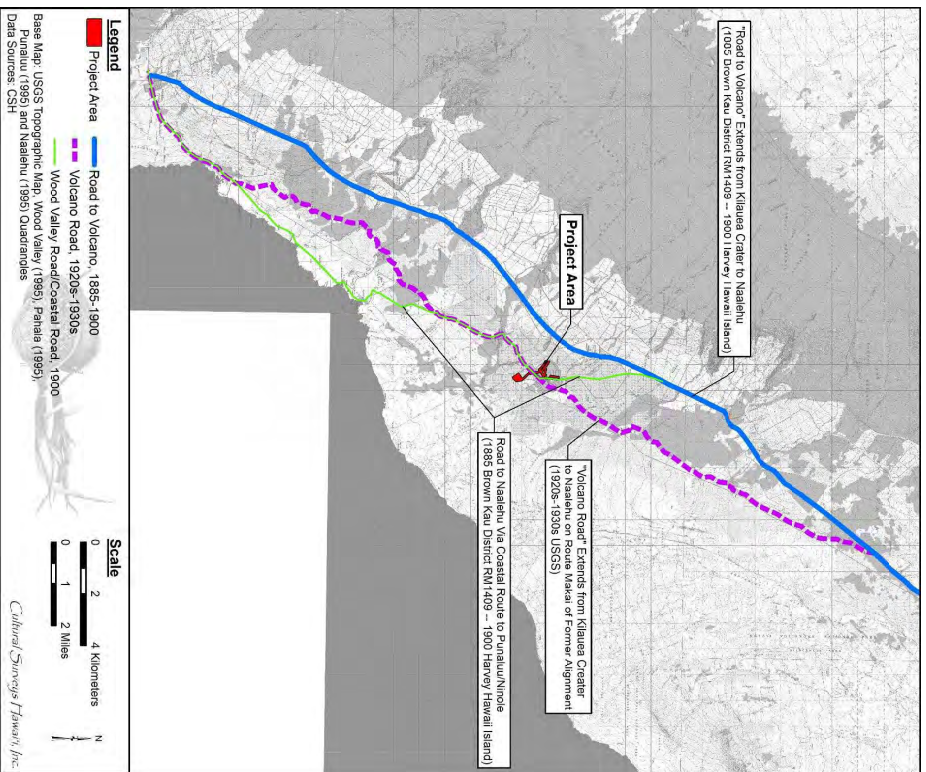 "Road to Volcano" Extends from Kilauea Crater to Naalehu
(1005 Brown Kau District RM1409 -- 1900 Harvey Hawaii Island)
Project Area
"Volcano Road" Extends from Kilauea Creater
to Naalehu on Route Makai of Former Alignment
(1920s-1930s USGS)
Road to Naalehu Via Coastal Route to Punaluu/Ninole
(1885 Brown Kau District RM1409 -- 1900 Harvey Hawaii Island)
Legend
Project Area
Road to Volcano, 1885-1900
Volcano Road, 1920s-1930s
Wood Valley Road/Coastal Road, 1900
Base Map: USGS Topographic Map, Wood Valley (1995), Pahala (1995),
Punaluu (1995) and Naalehu (1995) Quadrangles
Data Sources: CSH
Scale
0 2 4 Kilometers
0 1 2 Miles
N
Cultural Surveys Hawai'i, Inc.